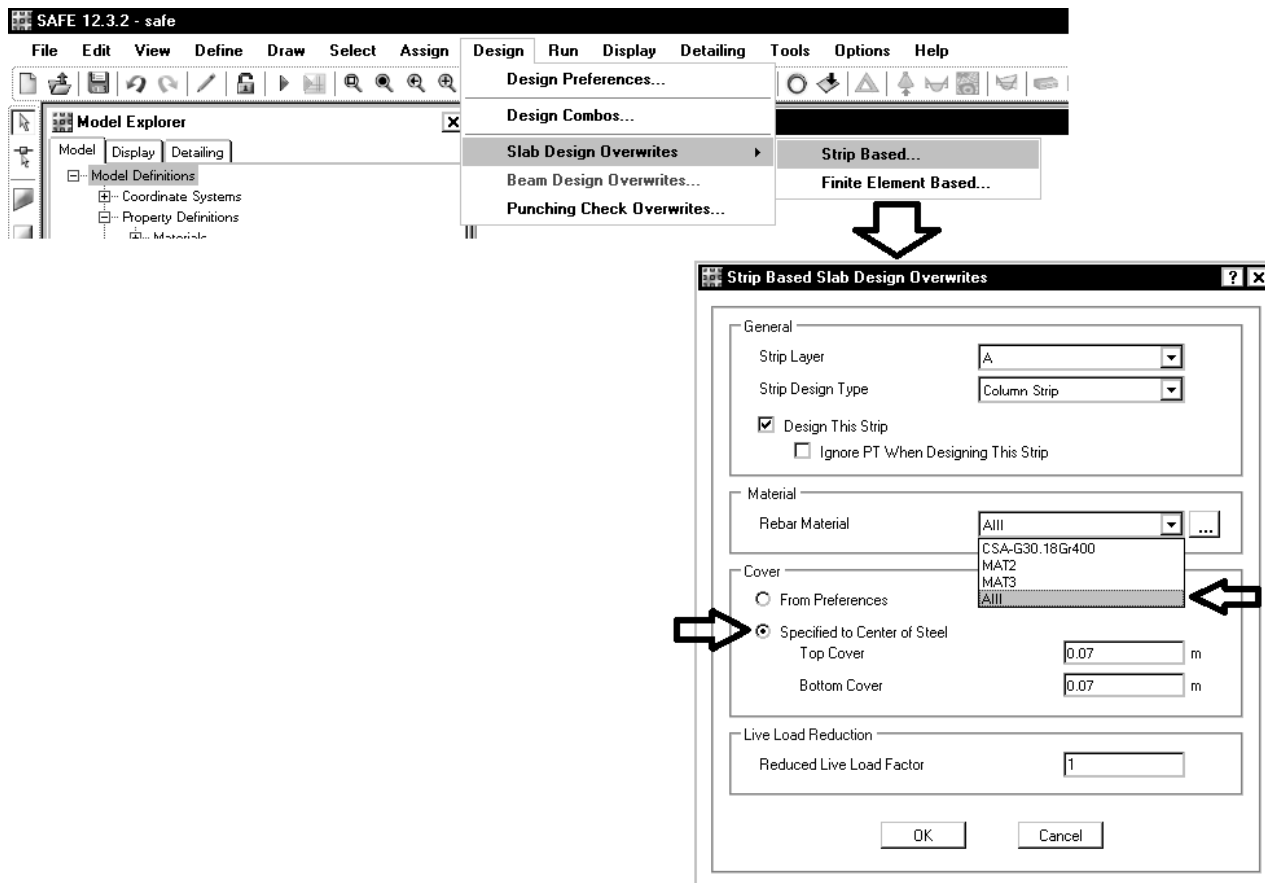 SAFE 12.3.2 - safe
File Edit View Define Draw Select Assign Design Run Display Detailing Tools Options Help
Design Preferences...
Design Combos...
Slab Design Overwrites
Beam Design Overwrites...
Punching Check Overwrites...
Strip Based...
Finite Element Based...
Model Explorer
Model Display Detailing
Model Definitions
Coordinate Systems
Property Definitions
Materials
Strip Based Slab Design Overwrites
General
Strip Layer A
Strip Design Type Column Strip
Design This Strip
Ignore PT When Designing This Strip
Material
Rebar Material AIII ...
CSA-G30.18Gr400
MAT2
MAT3
AIII
Cover
From Preferences
Specified to Center of Steel
Top Cover 0.07 m
Bottom Cover 0.07 m
Live Load Reduction
Reduced Live Load Factor 1
OK Cancel